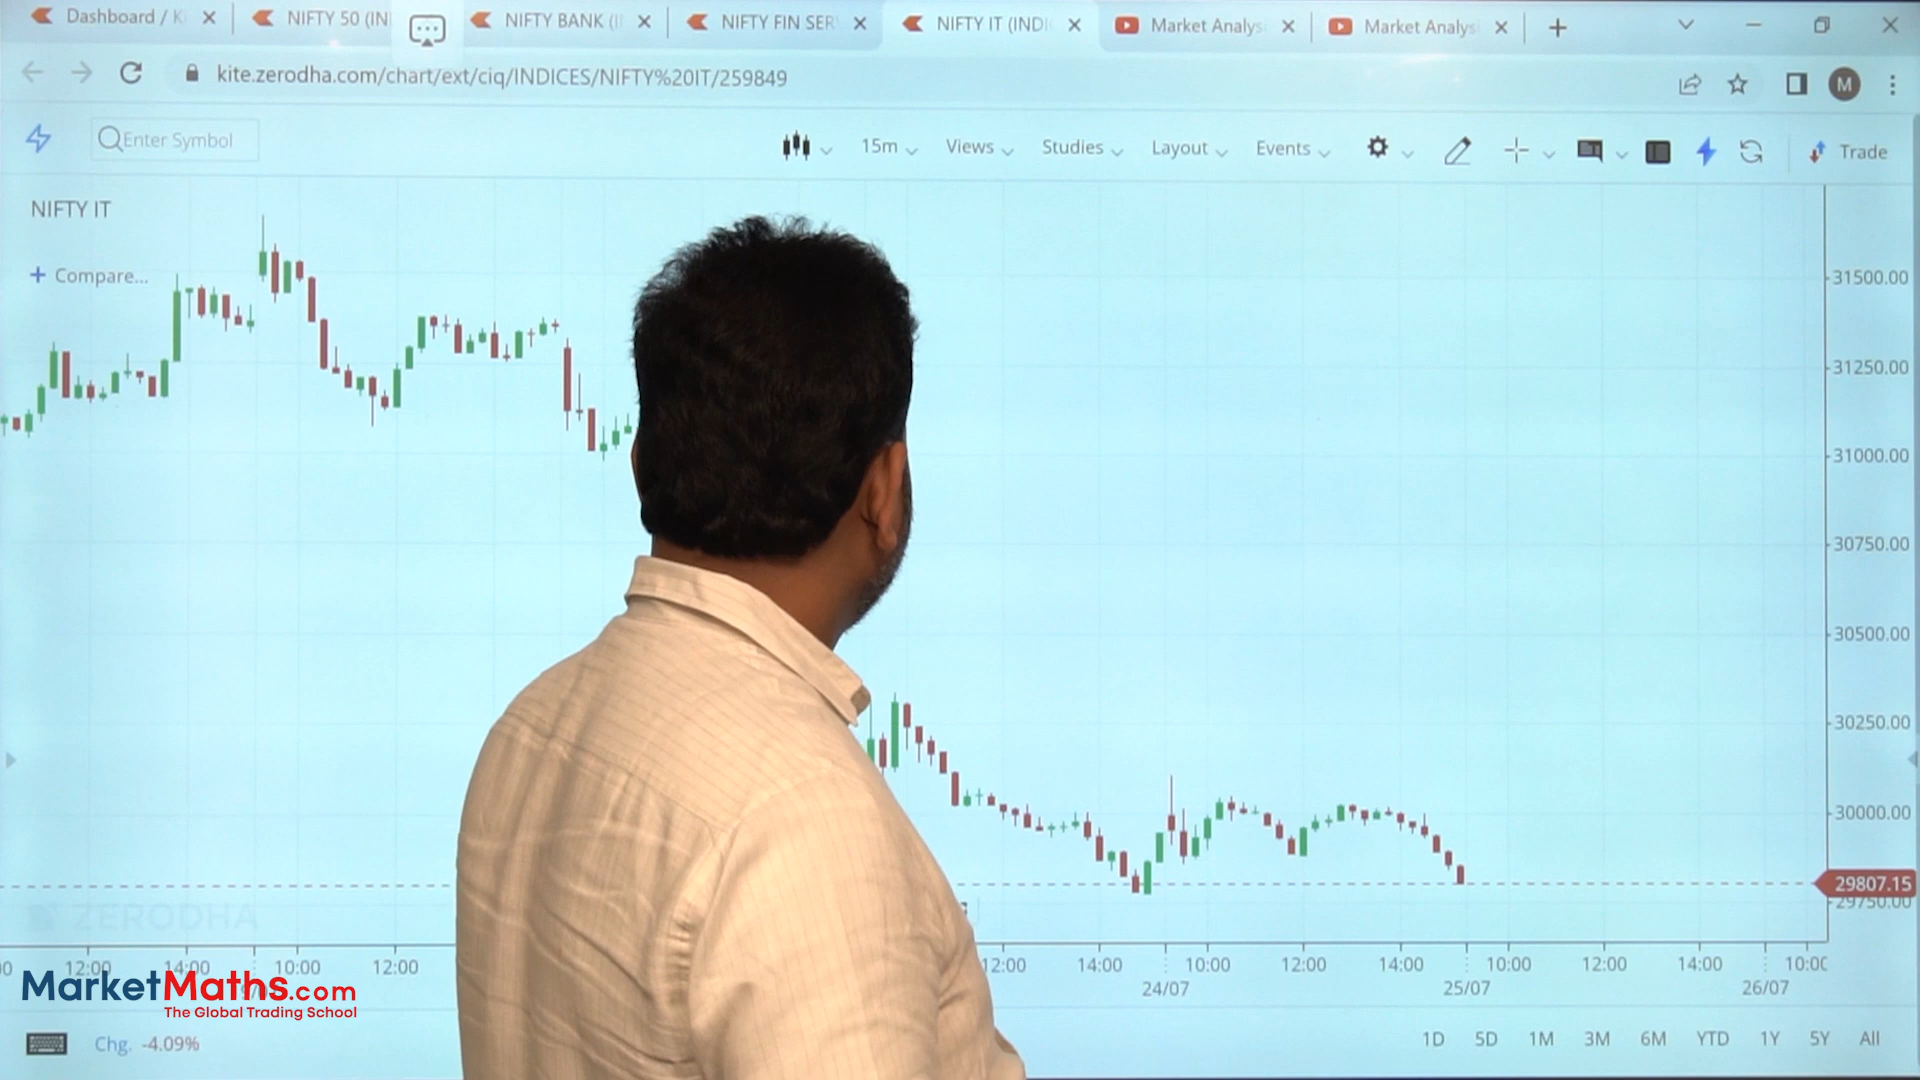 Dashboard / Ki
NIFTY 50 (IN
NIFTY BANK (I
NIFTY FIN SER
NIFTY IT (INDI
Market Analys
Market Analys
kite.zerodha.com/chart/ext/ciq/INDICES/NIFTY%20IT/259849
M
Enter Symbol
15m
Views
Studies
Layout
Events
Trade
NIFTY IT
+ Compare...
31500.00
31250.00
31000.00
30750.00
30500.00
30250.00
30000.00
29807.15
29750.00
ZERODHA
12:00
14:00
10:00
12:00
12:00
14:00
10:00
12:00
14:00
10:00
12:00
14:00
24/07
25/07
26/07
MarketMaths.com
The Global Trading School
Chg. -4.09%
1D
5D
1M
3M
6M
YTD
1Y
5Y
All